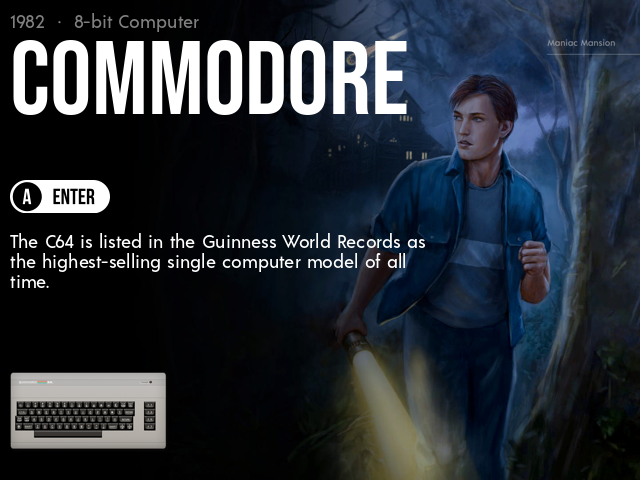 1982 · 8-bit Computer
COMMODORE
Maniac Mansion
A ENTER
The C64 is listed in the Guinness World Records as
the highest-selling single computer model of all
time.